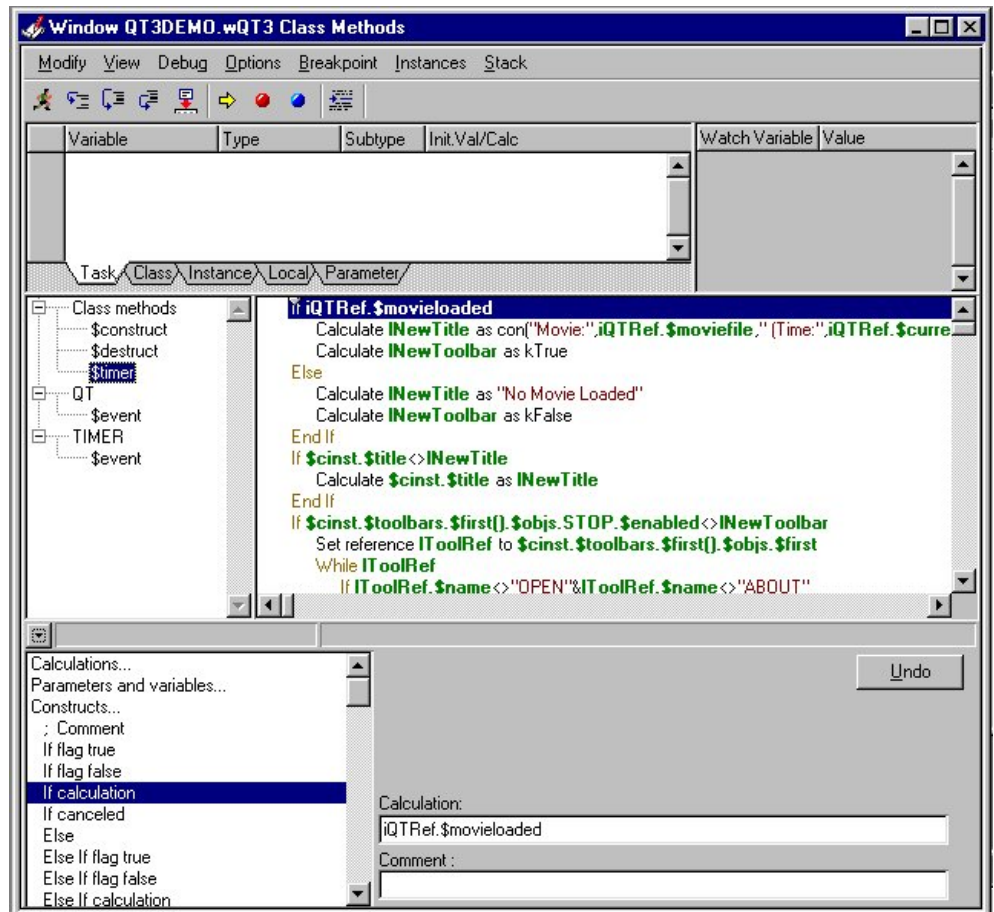 Window QT3DEMO.wQT3 Class Methods
Modify View Debug Options Breakpoint Instances Stack
Variable Type Subtype Init.Val/Calc Watch Variable Value
Task Class Instance Local Parameter
Class methods
$construct
$destruct
$timer
QT
$event
TIMER
$event
If iQTRef.$movieloaded
Calculate lNewTitle as con("Movie:",iQTRef.$moviefile," (Time:",iQTRef.$curre
Calculate lNewToolbar as kTrue
Else
Calculate lNewTitle as "No Movie Loaded"
Calculate lNewToolbar as kFalse
End If
If $cinst.$title<>lNewTitle
Calculate $cinst.$title as lNewTitle
End If
If $cinst.$toolbars.$first().$objs.STOP.$enabled<>lNewToolbar
Set reference lToolRef to $cinst.$toolbars.$first().$objs.$first
While lToolRef
If lToolRef.$name<>"OPEN"&lToolRef.$name<>"ABOUT"
Calculations...
Parameters and variables...
Constructs...
; Comment
If flag true
If flag false
If calculation
If canceled
Else
Else If flag true
Else If flag false
Else If calculation
Undo
Calculation:
iQTRef.$movieloaded
Comment :